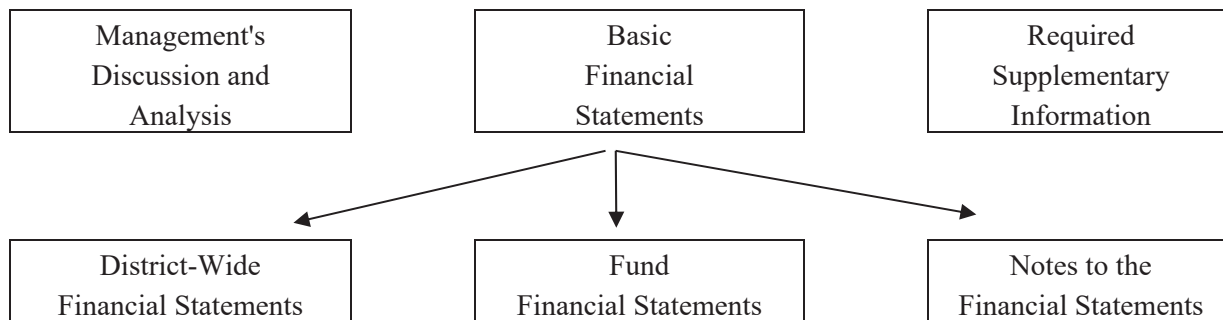 Management's
Discussion and
Analysis
Basic
Financial
Statements
Required
Supplementary
Information
District-Wide
Financial Statements
Fund
Financial Statements
Notes to the
Financial Statements